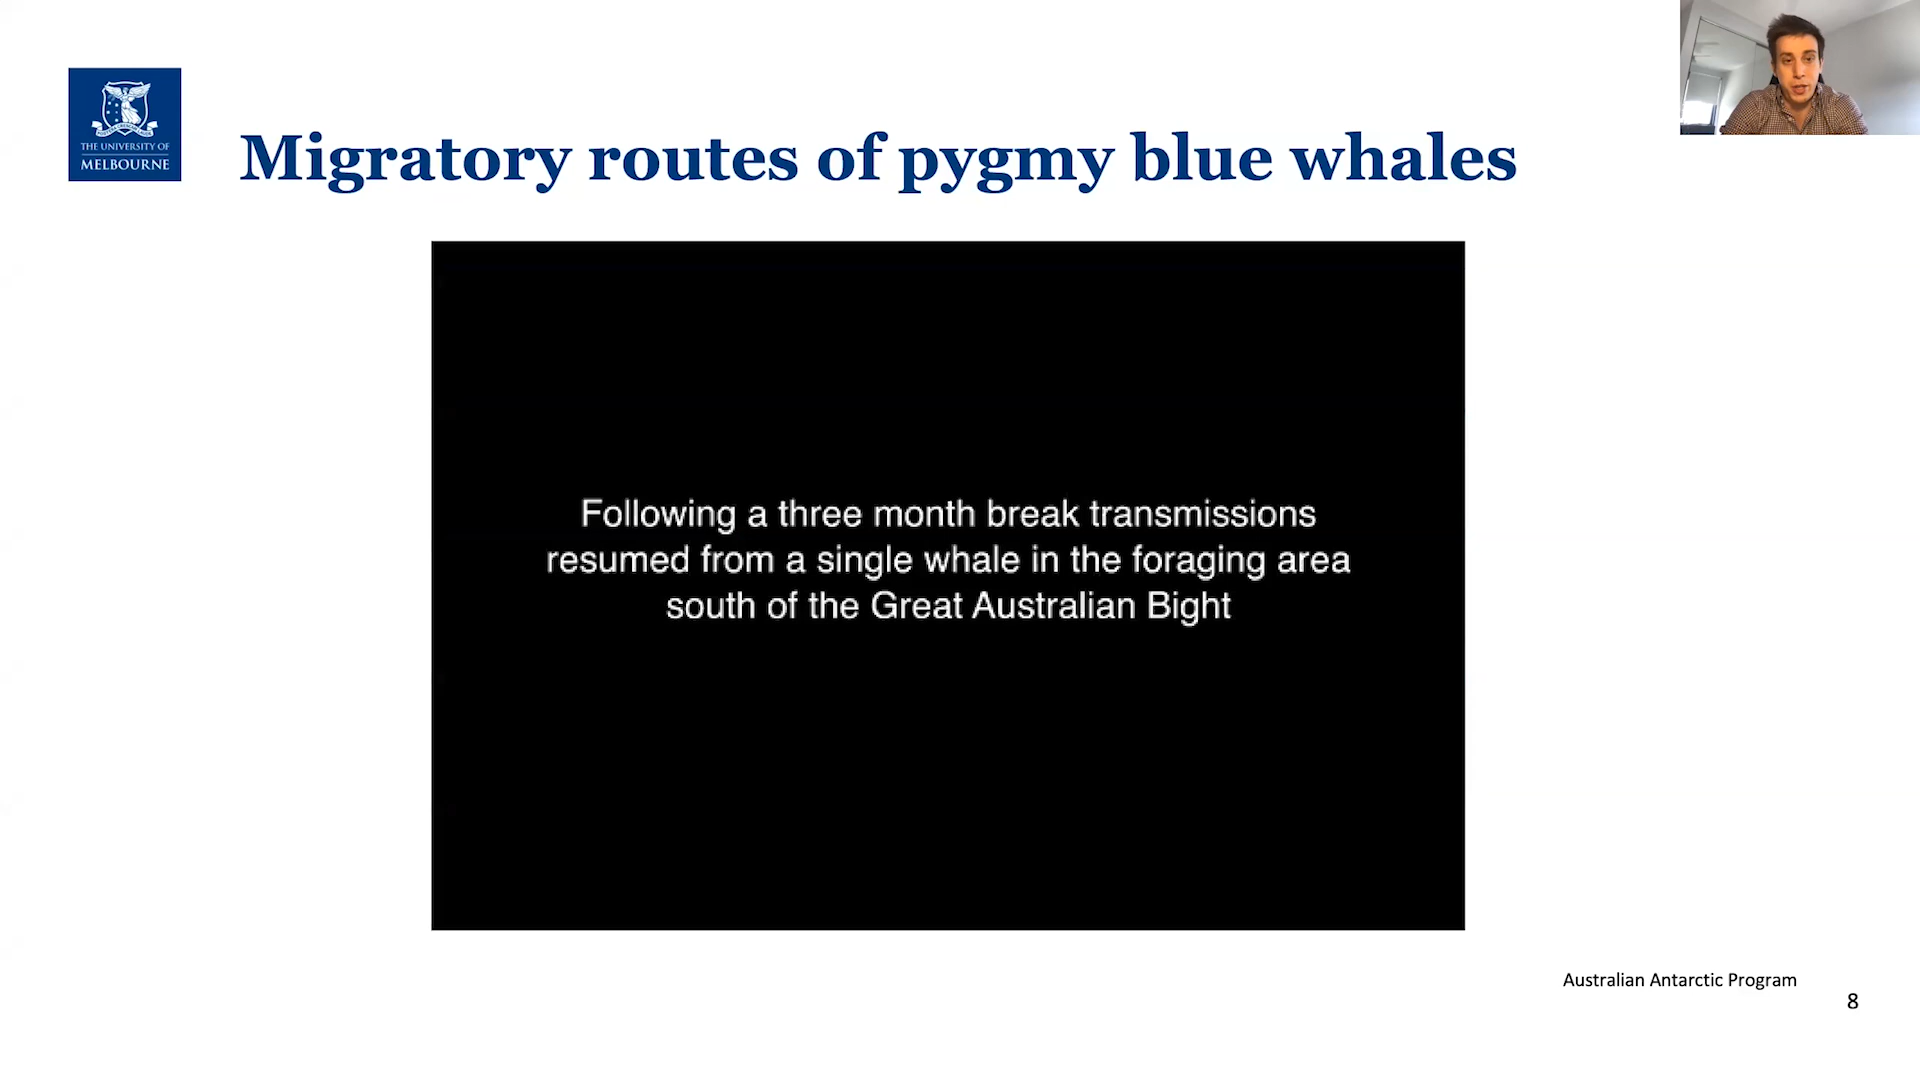 THE UNIVERSITY OF
MELBOURNE
Migratory routes of pygmy blue whales
Following a three month break transmissions
resumed from a single whale in the foraging area
south of the Great Australian Bight
Australian Antarctic Program
8